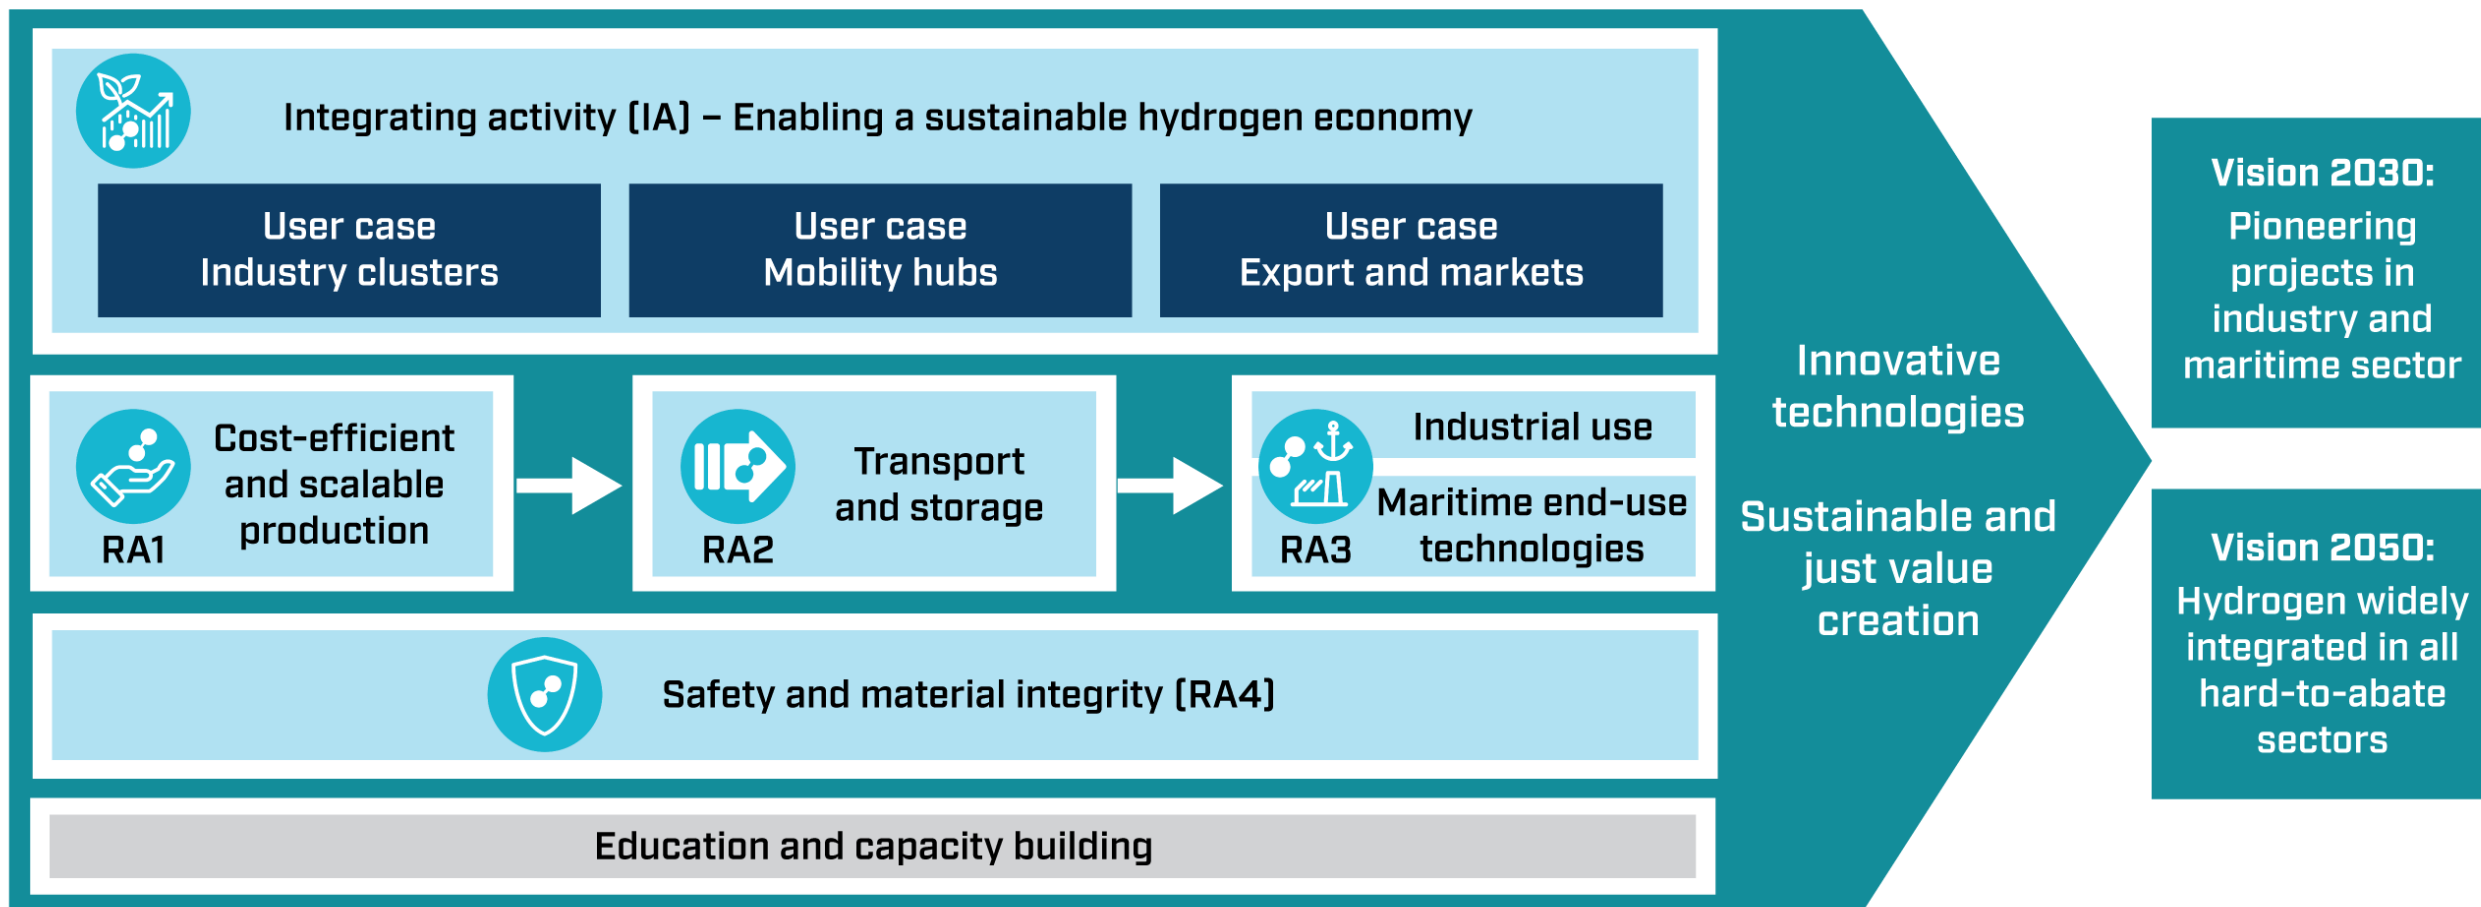 Integrating activity (IA) – Enabling a sustainable hydrogen economy
User case
Industry clusters
User case
Mobility hubs
User case
Export and markets
RA1
Cost-efficient
and scalable
production
RA2
Transport
and storage
RA3
Industrial use
Maritime end-use
technologies
Safety and material integrity (RA4)
Education and capacity building
Innovative
technologies
Sustainable and
just value
creation
Vision 2030:
Pioneering
projects in
industry and
maritime sector
Vision 2050:
Hydrogen widely
integrated in all
hard-to-abate
sectors